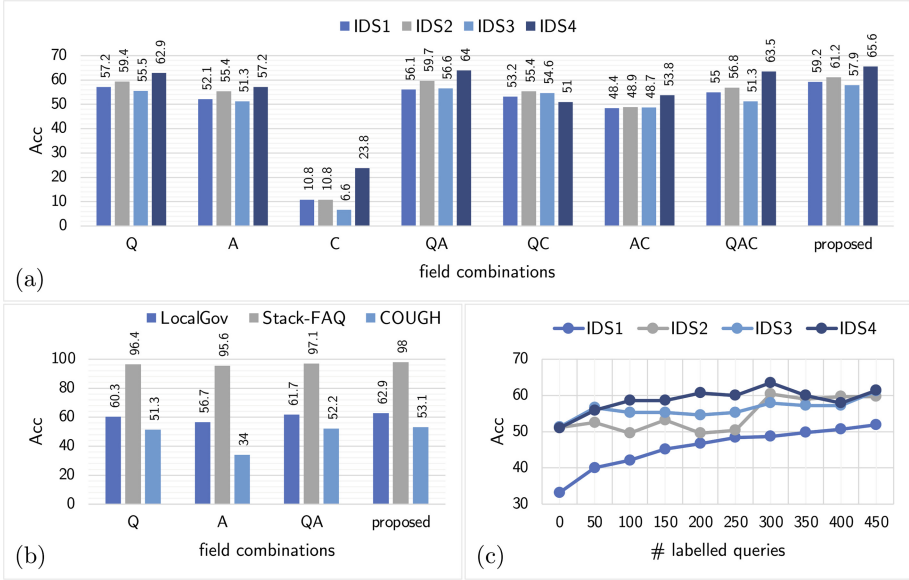 IDS1 IDS2 IDS3 IDS4
70
60
50
40
30
20
10
0
Acc
57.2 59.4 55.5 62.9
52.1 55.4 51.3 57.2
10.8 10.8 6.6 23.8
56.1 59.7 56.6 64
53.2 55.4 54.6 51
48.4 48.9 48.7 53.8
55 56.8 51.3 63.5
59.2 61.2 57.9 65.6
Q A C QA QC AC QAC proposed
field combinations
(a)
LocalGov Stack-FAQ COUGH
100
80
60
40
20
0
Acc
60.3 96.4 51.3
56.7 95.6 34
61.7 97.1 52.2
62.9 98 53.1
Q A QA proposed
field combinations
(b)
IDS1 IDS2 IDS3 IDS4
70
60
50
40
30
Acc
0 50 100 150 200 250 300 350 400 450
# labelled queries
(c)